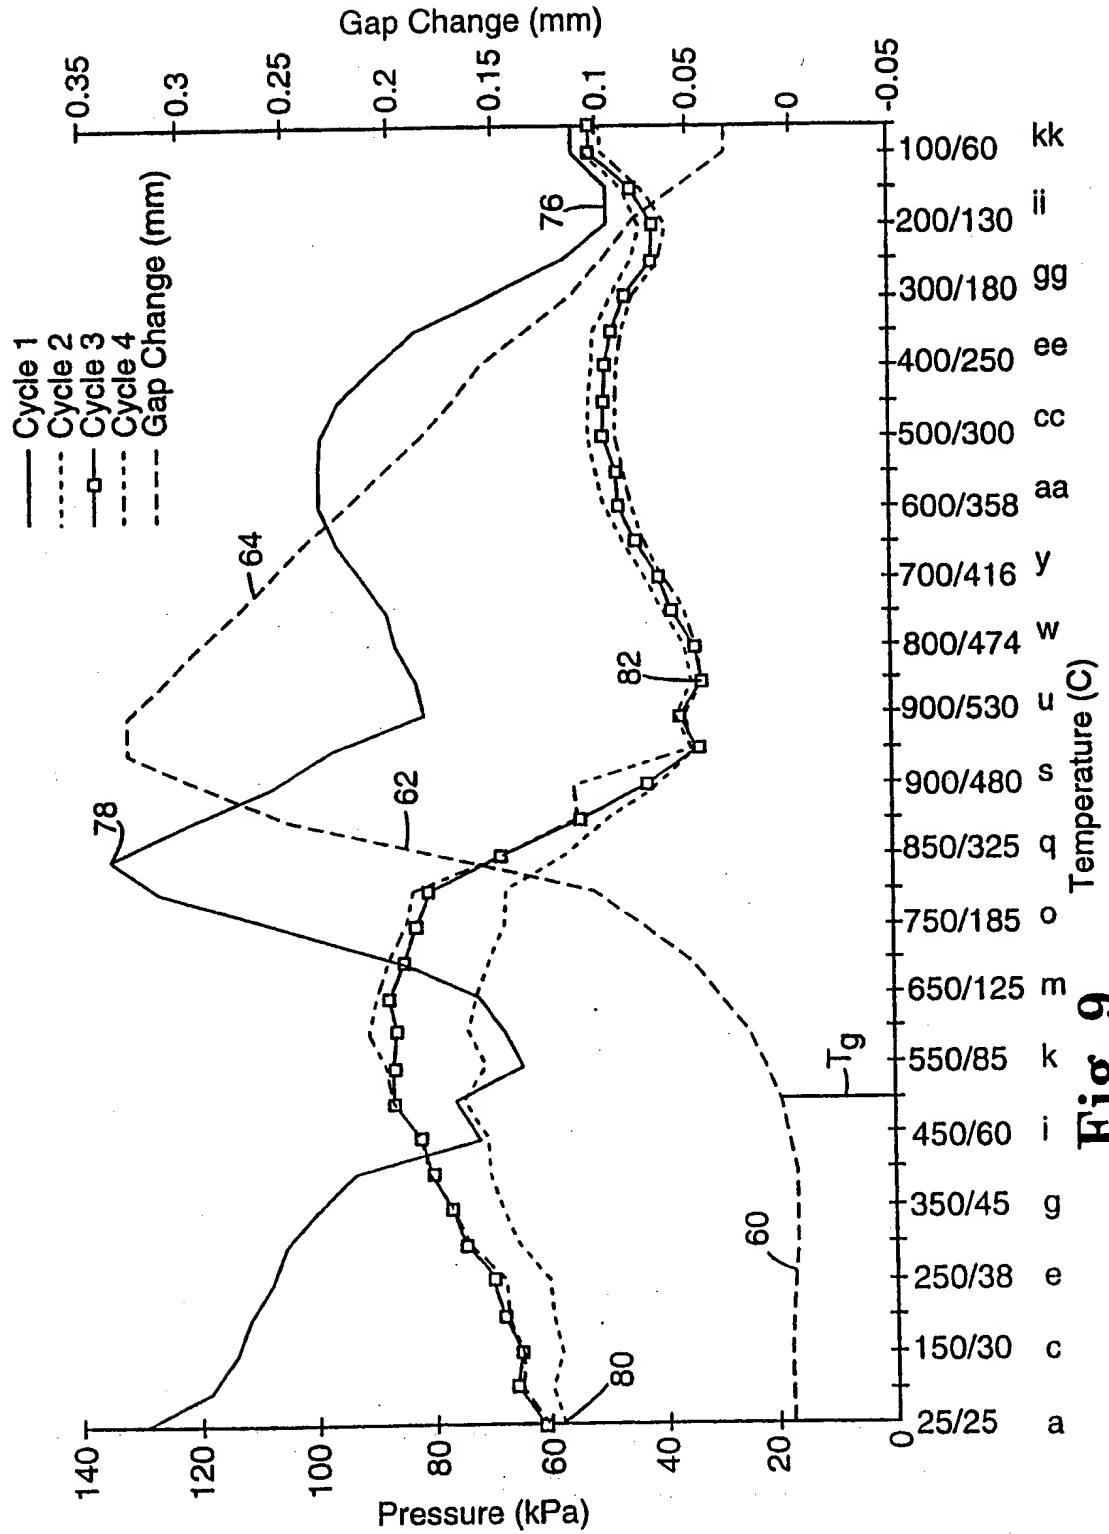 Cycle 1
Cycle 2
Cycle 3
Cycle 4
Gap Change (mm)
Pressure (kPa)
140
120
100
80
60
40
20
0
Gap Change (mm)
0.35
0.3
0.25
0.2
0.15
0.1
0.05
0
-0.05
78
64
62
76
82
80
60
Tg
25/25
150/30
250/38
350/45
450/60
550/85
650/125
750/185
850/325
900/480
900/530
800/474
700/416
600/358
500/300
400/250
300/180
200/130
100/60
a
c
e
g
i
k
m
o
q
s
u
w
y
aa
cc
ee
gg
ii
kk
Temperature (C)
Fig. 9